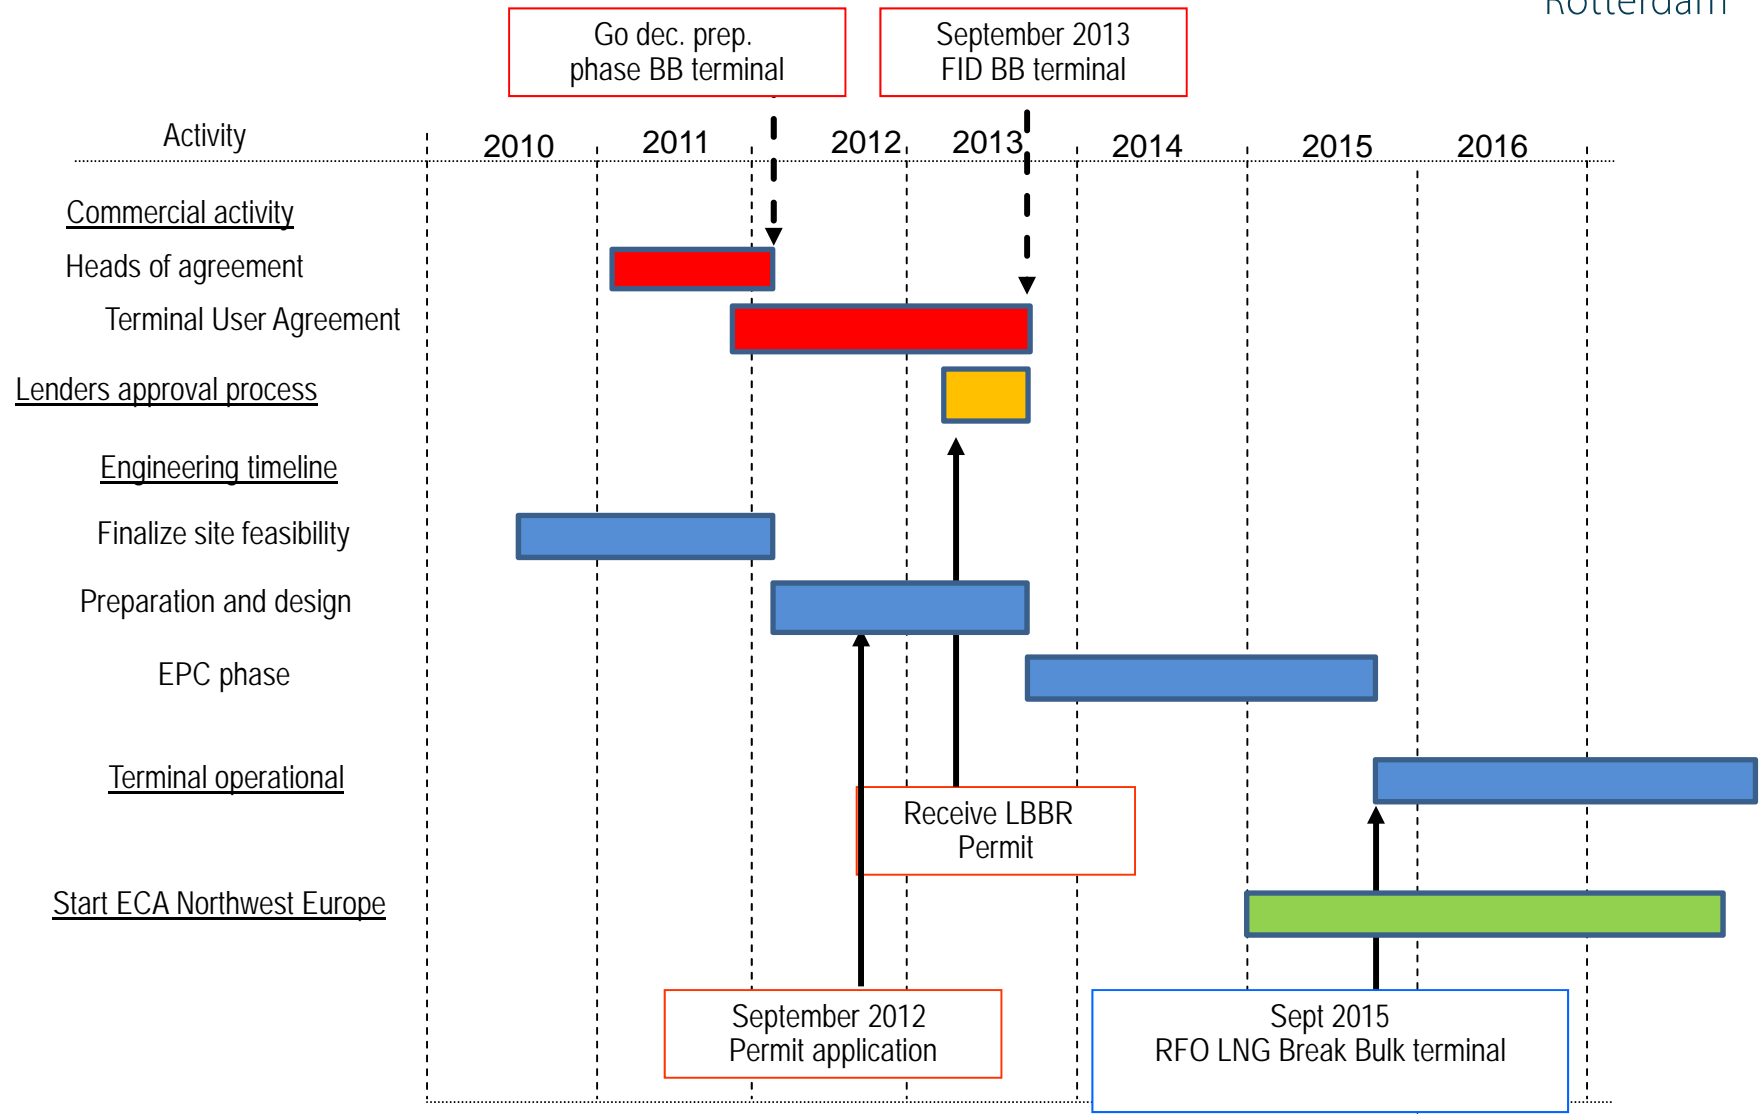 Rotterdam
Go dec. prep.
phase BB terminal
September 2013
FID BB terminal
Activity
2010
2011
2012
2013
2014
2015
2016
Commercial activity
Heads of agreement
Terminal User Agreement
Lenders approval process
Engineering timeline
Finalize site feasibility
Preparation and design
EPC phase
Terminal operational
Receive LBBR
Permit
Start ECA Northwest Europe
September 2012
Permit application
Sept 2015
RFO LNG Break Bulk terminal